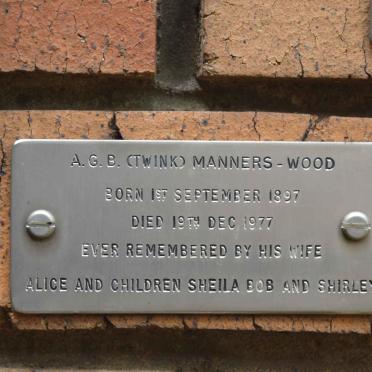 A.G.B. (TWINK) MANNERS-WOOD
BORN 1ST SEPTEMBER 1897
DIED 19TH DEC 1977
EVER REMEMBERED BY HIS WIFE
ALICE AND CHILDREN SHEILA BOB AND SHIRLEY